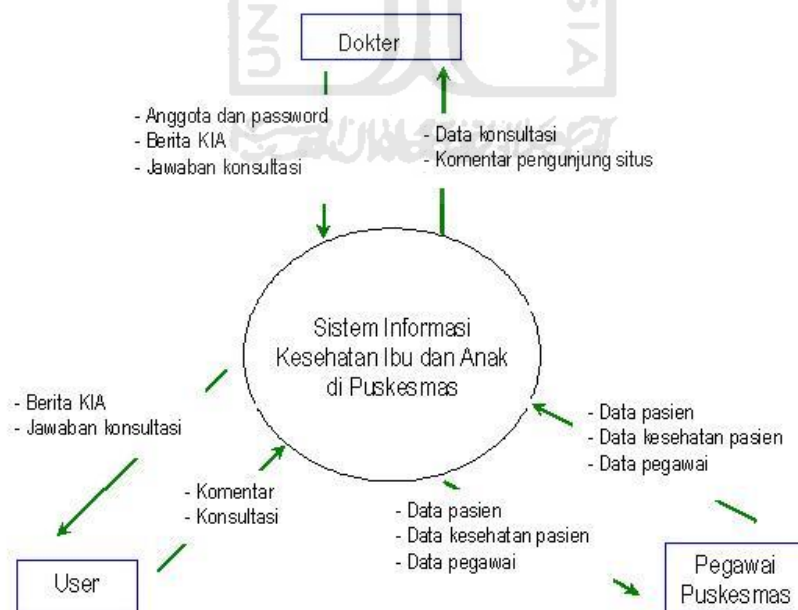 Dokter
- Anggota dan password
- Berita KIA
- Jawaban konsultasi
- Data konsultasi
- Komentar pengunjung situs
Sistem Informasi
Kesehatan Ibu dan Anak
di Puskesmas
- Berita KIA
- Jawaban konsultasi
- Komentar
- Konsultasi
- Data pasien
- Data kesehatan pasien
- Data pegawai
- Data pasien
- Data kesehatan pasien
- Data pegawai
User
Pegawai
Puskesmas